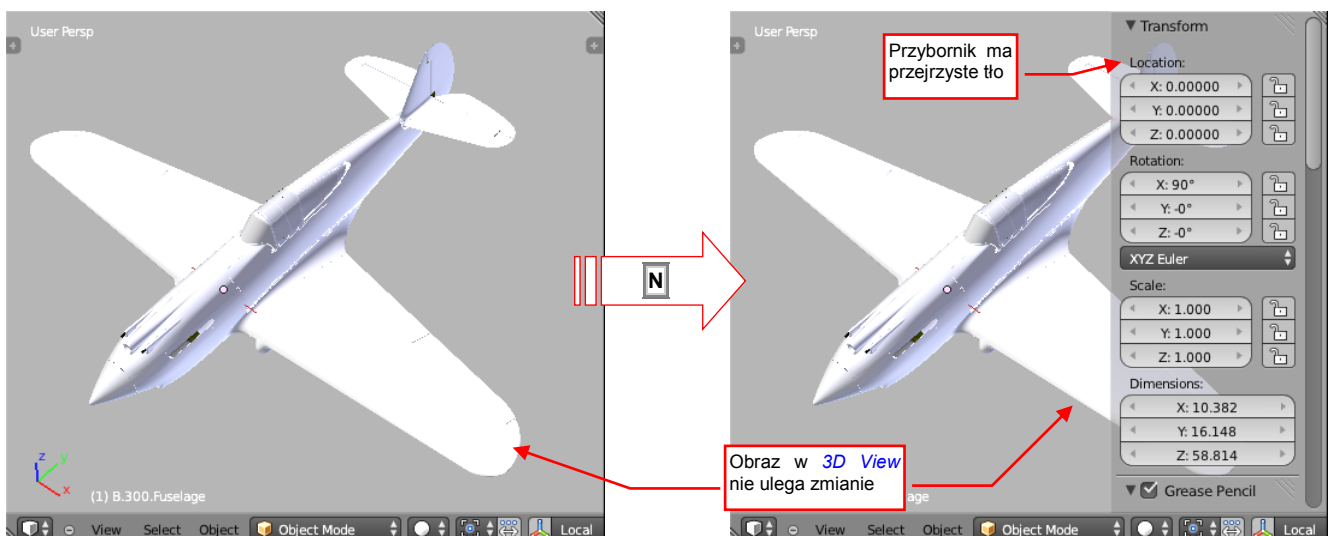 User Persp
z
y
x
(1) B.300.Fuselage
View Select Object Object Mode Local
N
User Persp
Przybornik ma
przejrzyste tło
Transform
Location:
X: 0.00000
Y: 0.00000
Z: 0.00000
Rotation:
X: 90°
Y: -0°
Z: -0°
XYZ Euler
Scale:
X: 1.000
Y: 1.000
Z: 1.000
Dimensions:
X: 10.382
Y: 16.148
Z: 58.814
Grease Pencil
Obraz w 3D View
nie ulega zmianie
age
View Select Object Object Mode Local